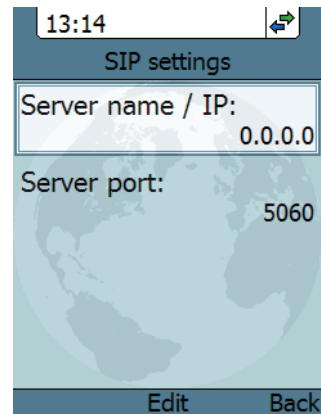 13:14
SIP settings
Server name / IP:
0.0.0.0
Server port:
5060
Edit Back